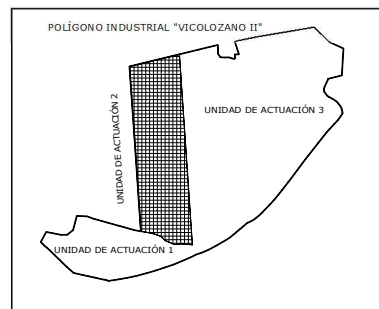 POLÍGONO INDUSTRIAL "VICOLOZANO II"
UNIDAD DE ACTUACIÓN 2
UNIDAD DE ACTUACIÓN 3
UNIDAD DE ACTUACIÓN 1